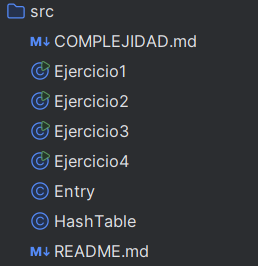 src
M↓ COMPLEJIDAD.md
Ejercicio1
Ejercicio2
Ejercicio3
Ejercicio4
C Entry
C HashTable
M↓ README.md